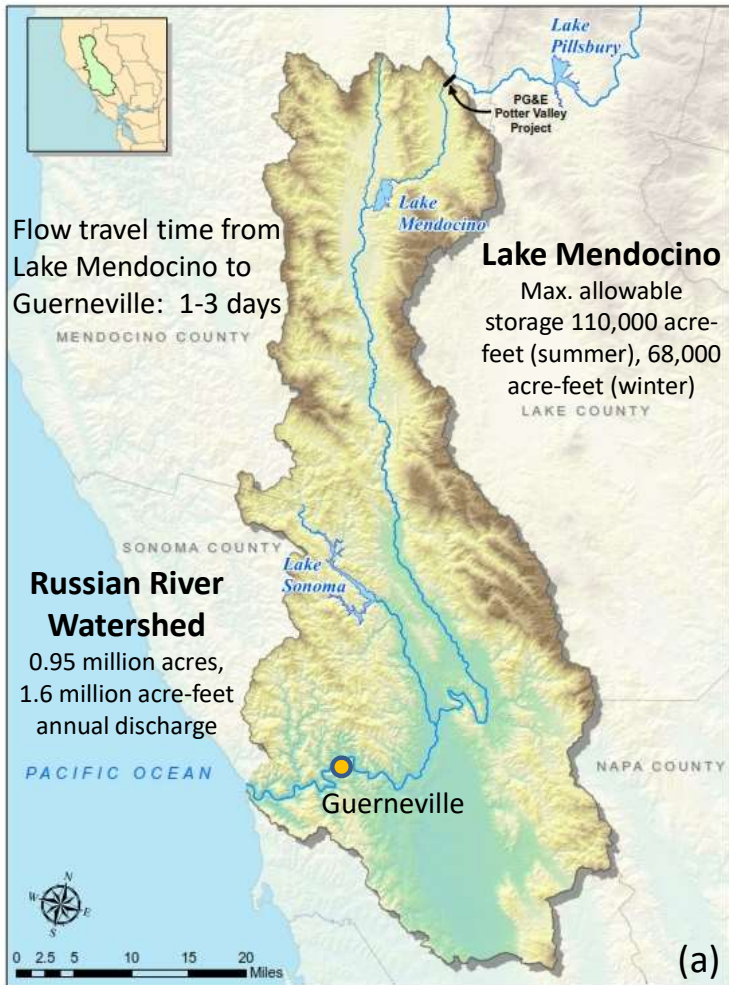 Lake
Pillsbury
PG&E
Potter Valley
Project
Lake
Mendocino
Flow travel time from
Lake Mendocino to
Guerneville: 1-3 days
MENDOCINO COUNTY
Lake Mendocino
Max. allowable
storage 110,000 acre-
feet (summer), 68,000
acre-feet (winter)
LAKE COUNTY
SONOMA COUNTY
Lake
Sonoma
Russian River
Watershed
0.95 million acres,
1.6 million acre-feet
annual discharge
PACIFIC OCEAN
NAPA COUNTY
Guerneville
N
W E
S
0 2.5 5 10 15 20
Miles
(a)